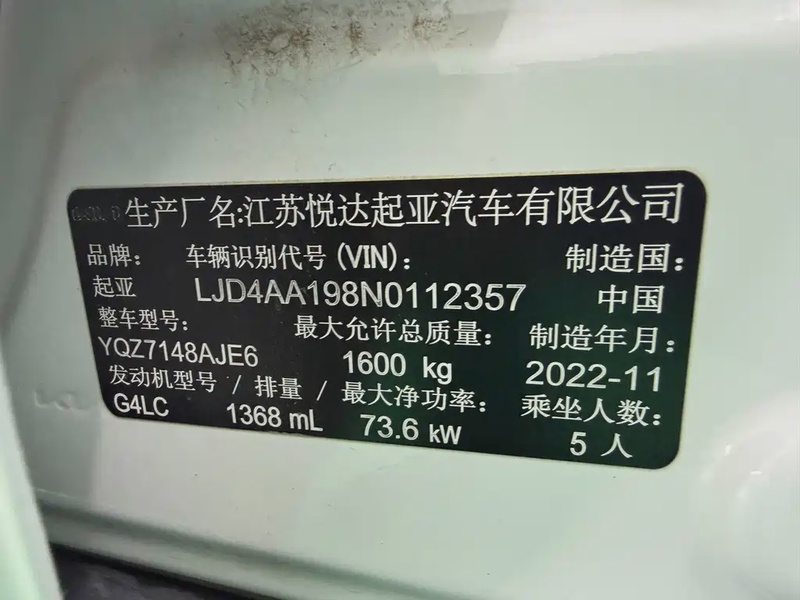 生产厂名:江苏悦达起亚汽车有限公司
品牌: 车辆识别代号(VIN): 制造国:
起亚 LJD4AA198N0112357 中国
整车型号: 最大允许总质量: 制造年月:
YQZ7148AJE6 1600 kg 2022-11
发动机型号 / 排量 / 最大净功率: 乘坐人数:
G4LC 1368 mL 73.6 kW 5 人